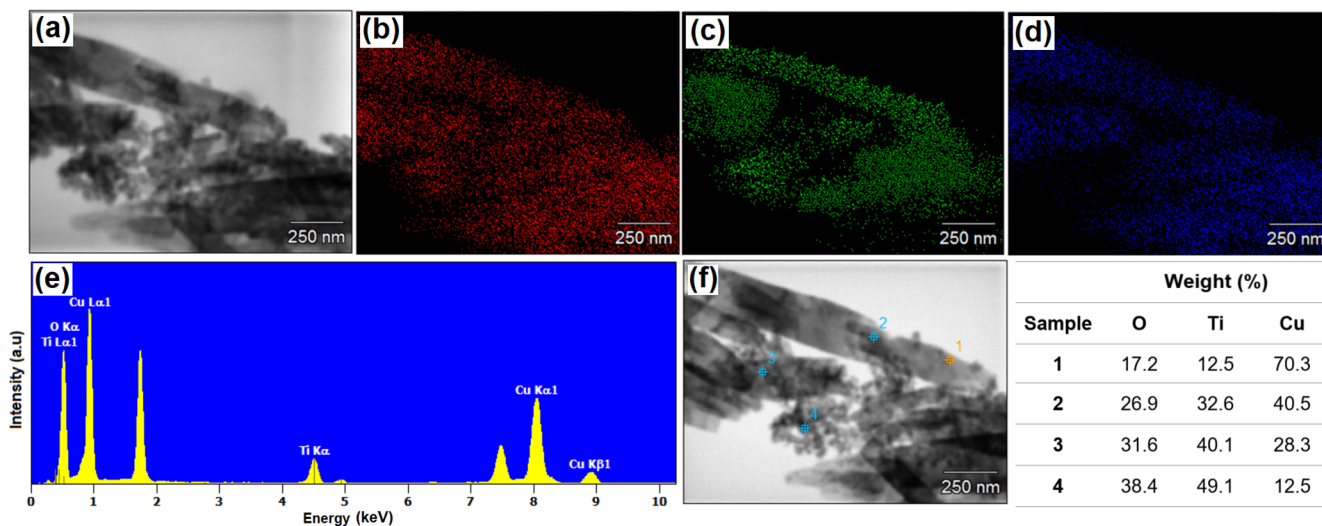 (a)
250 nm
(b)
250 nm
(c)
250 nm
(d)
250 nm
(e)
Cu Lα1
O Kα
Ti Lα1
Cu Kα1
Ti Kα
Cu Kβ1
Intensity (a.u)
0 1 2 3 4 5 6 7 8 9 10
Energy (keV)
(f)
2
1
3
4
250 nm
Weight (%)
Sample O Ti Cu
1 17.2 12.5 70.3
2 26.9 32.6 40.5
3 31.6 40.1 28.3
4 38.4 49.1 12.5